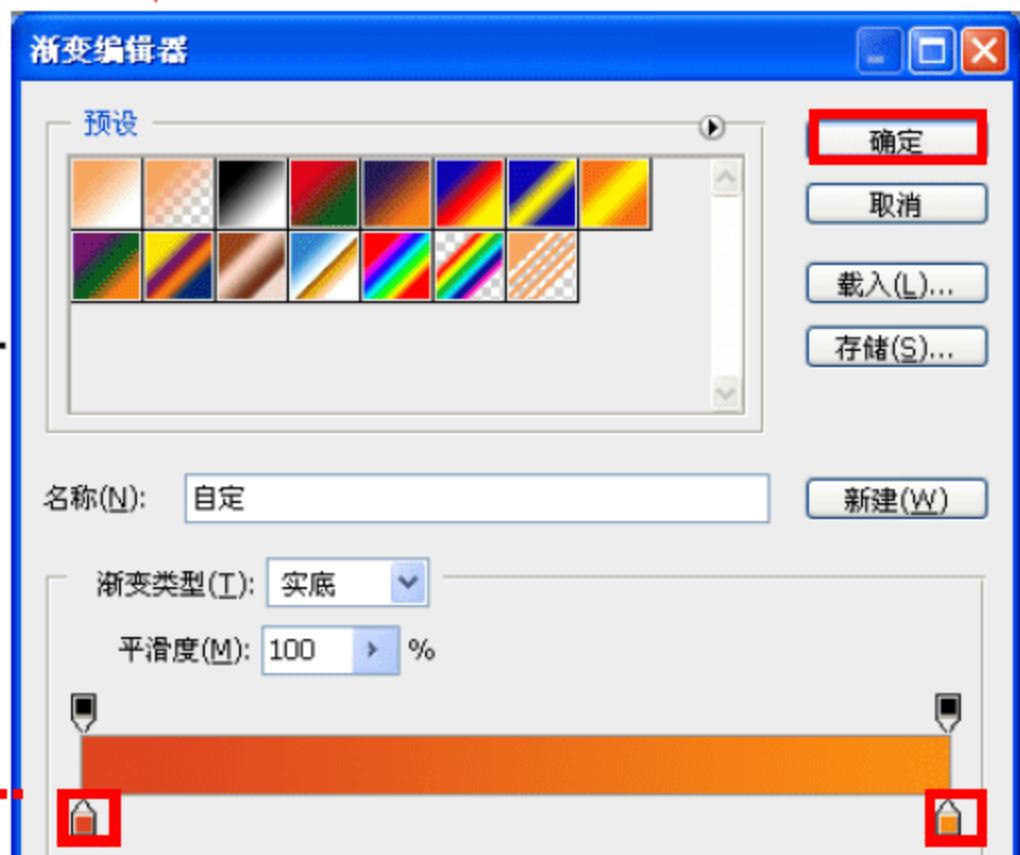 渐变编辑器
预设
确定
取消
载入(L)...
存储(S)...
名称(N): 自定
新建(W)
渐变类型(T): 实底
平滑度(M): 100 %